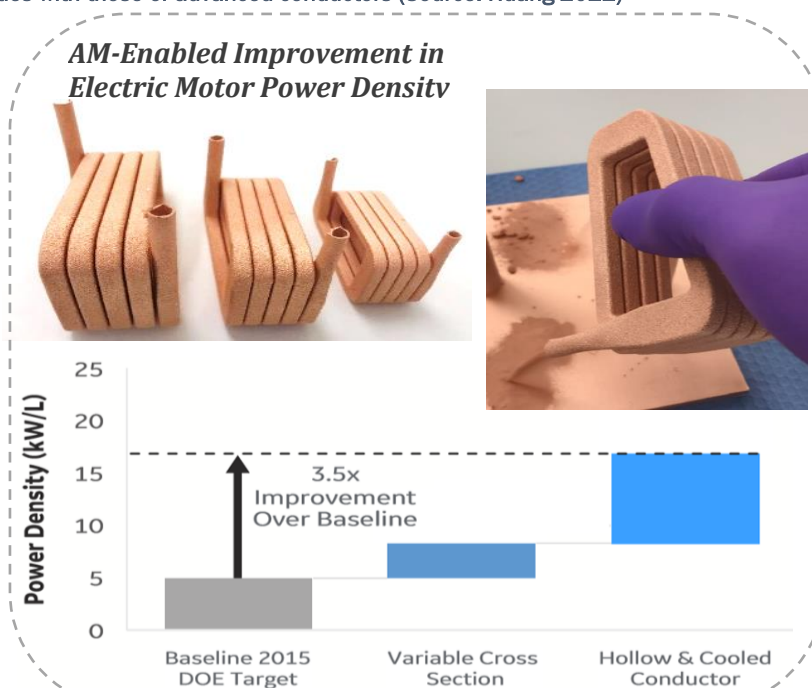 AM-Enabled Improvement in
Electric Motor Power Density
25
20
15
10
5
0
Power Density (kW/L)
3.5x
Improvement
Over Baseline
Baseline 2015
DOE Target
Variable Cross
Section
Hollow & Cooled
Conductor